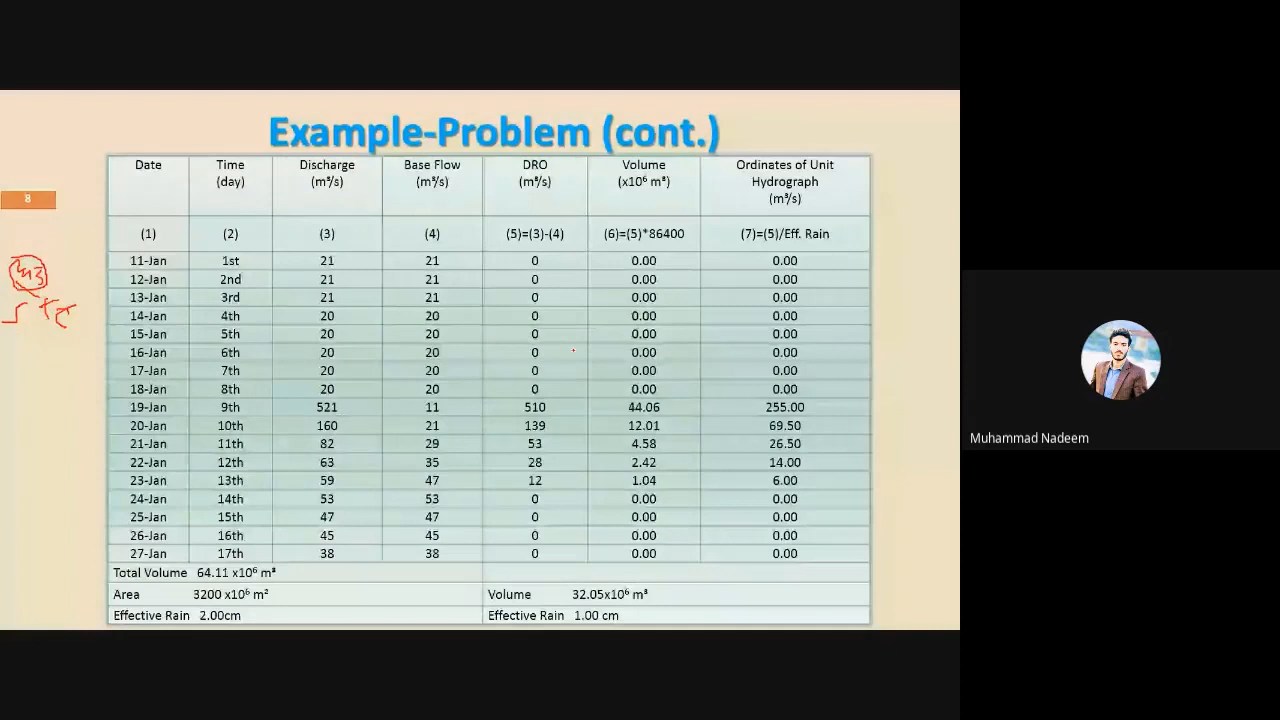 Example-Problem (cont.)
8
Date Time (day) Discharge (m³/s) Base Flow (m³/s) DRO (m³/s) Volume (x10⁶ m³) Ordinates of Unit Hydrograph (m³/s)
(1) (2) (3) (4) (5)=(3)-(4) (6)=(5)*86400 (7)=(5)/Eff. Rain
11-Jan 1st 21 21 0 0.00 0.00
12-Jan 2nd 21 21 0 0.00 0.00
13-Jan 3rd 21 21 0 0.00 0.00
14-Jan 4th 20 20 0 0.00 0.00
15-Jan 5th 20 20 0 0.00 0.00
16-Jan 6th 20 20 0 0.00 0.00
17-Jan 7th 20 20 0 0.00 0.00
18-Jan 8th 20 20 0 0.00 0.00
19-Jan 9th 521 11 510 44.06 255.00
20-Jan 10th 160 21 139 12.01 69.50
21-Jan 11th 82 29 53 4.58 26.50
22-Jan 12th 63 35 28 2.42 14.00
23-Jan 13th 59 47 12 1.04 6.00
24-Jan 14th 53 53 0 0.00 0.00
25-Jan 15th 47 47 0 0.00 0.00
26-Jan 16th 45 45 0 0.00 0.00
27-Jan 17th 38 38 0 0.00 0.00
Total Volume 64.11 x10⁶ m³
Area 3200 x10⁶ m² Volume 32.05x10⁶ m³
Effective Rain 2.00cm Effective Rain 1.00 cm
Muhammad Nadeem